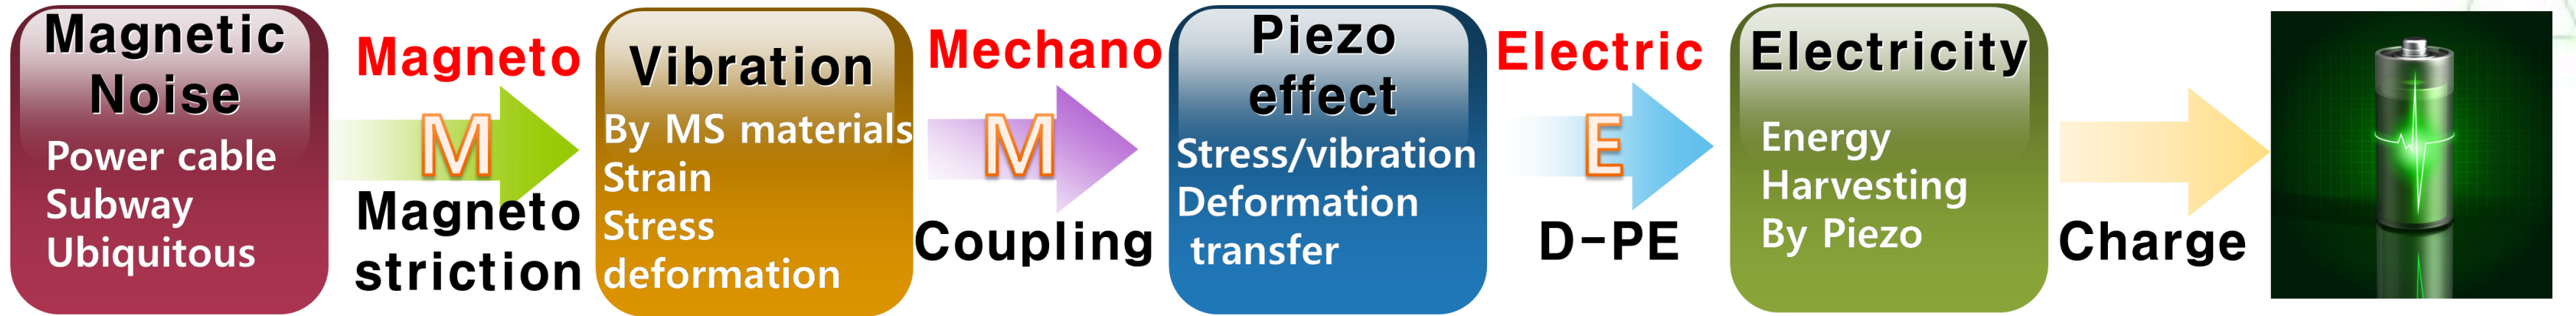 Magnetic
Noise
Power cable
Subway
Ubiquitous
Magneto
M
Magneto
striction
Vibration
By MS materials
Strain
Stress
deformation
Mechano
M
Coupling
Piezo
effect
Stress/vibration
Deformation
transfer
Electric
E
D-PE
Electricity
Energy
Harvesting
By Piezo
Charge